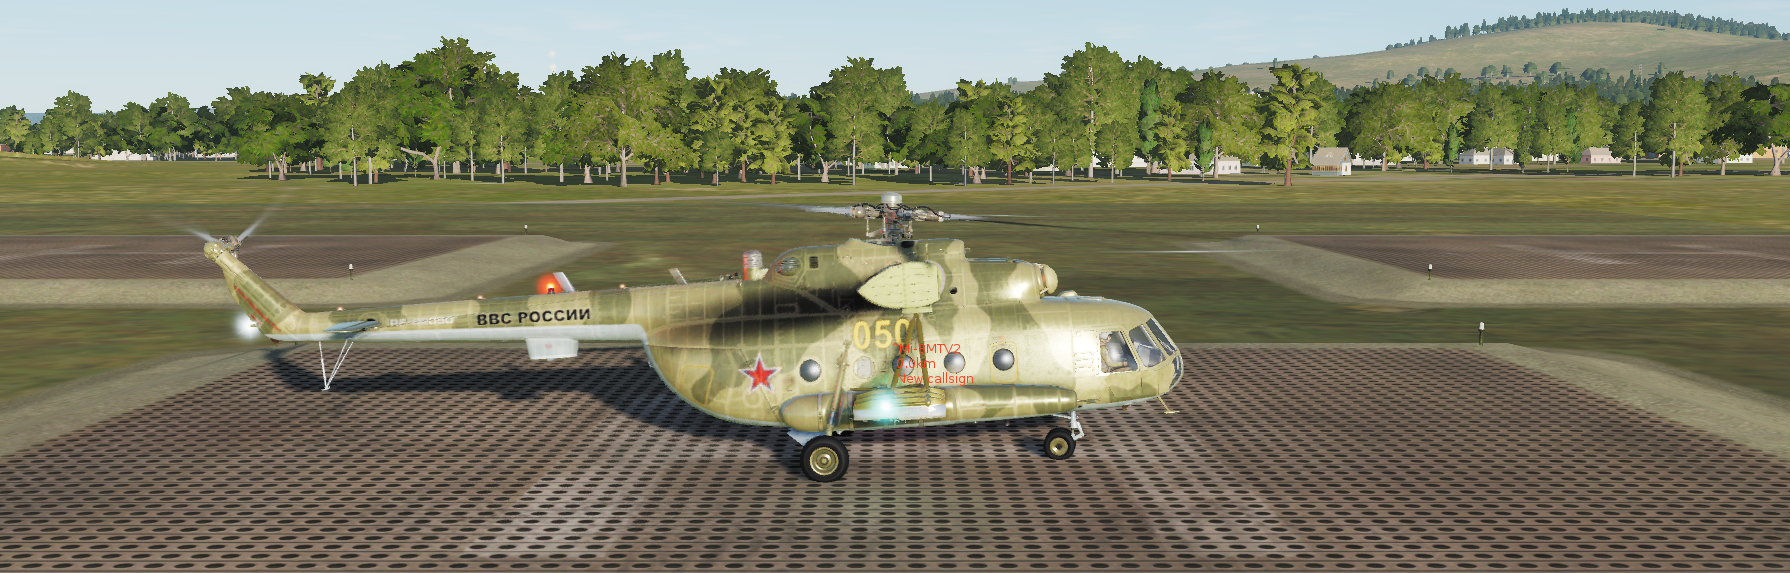 ВВС РОССИИ
050
Mi-8MTV2
0.0km
New callsign